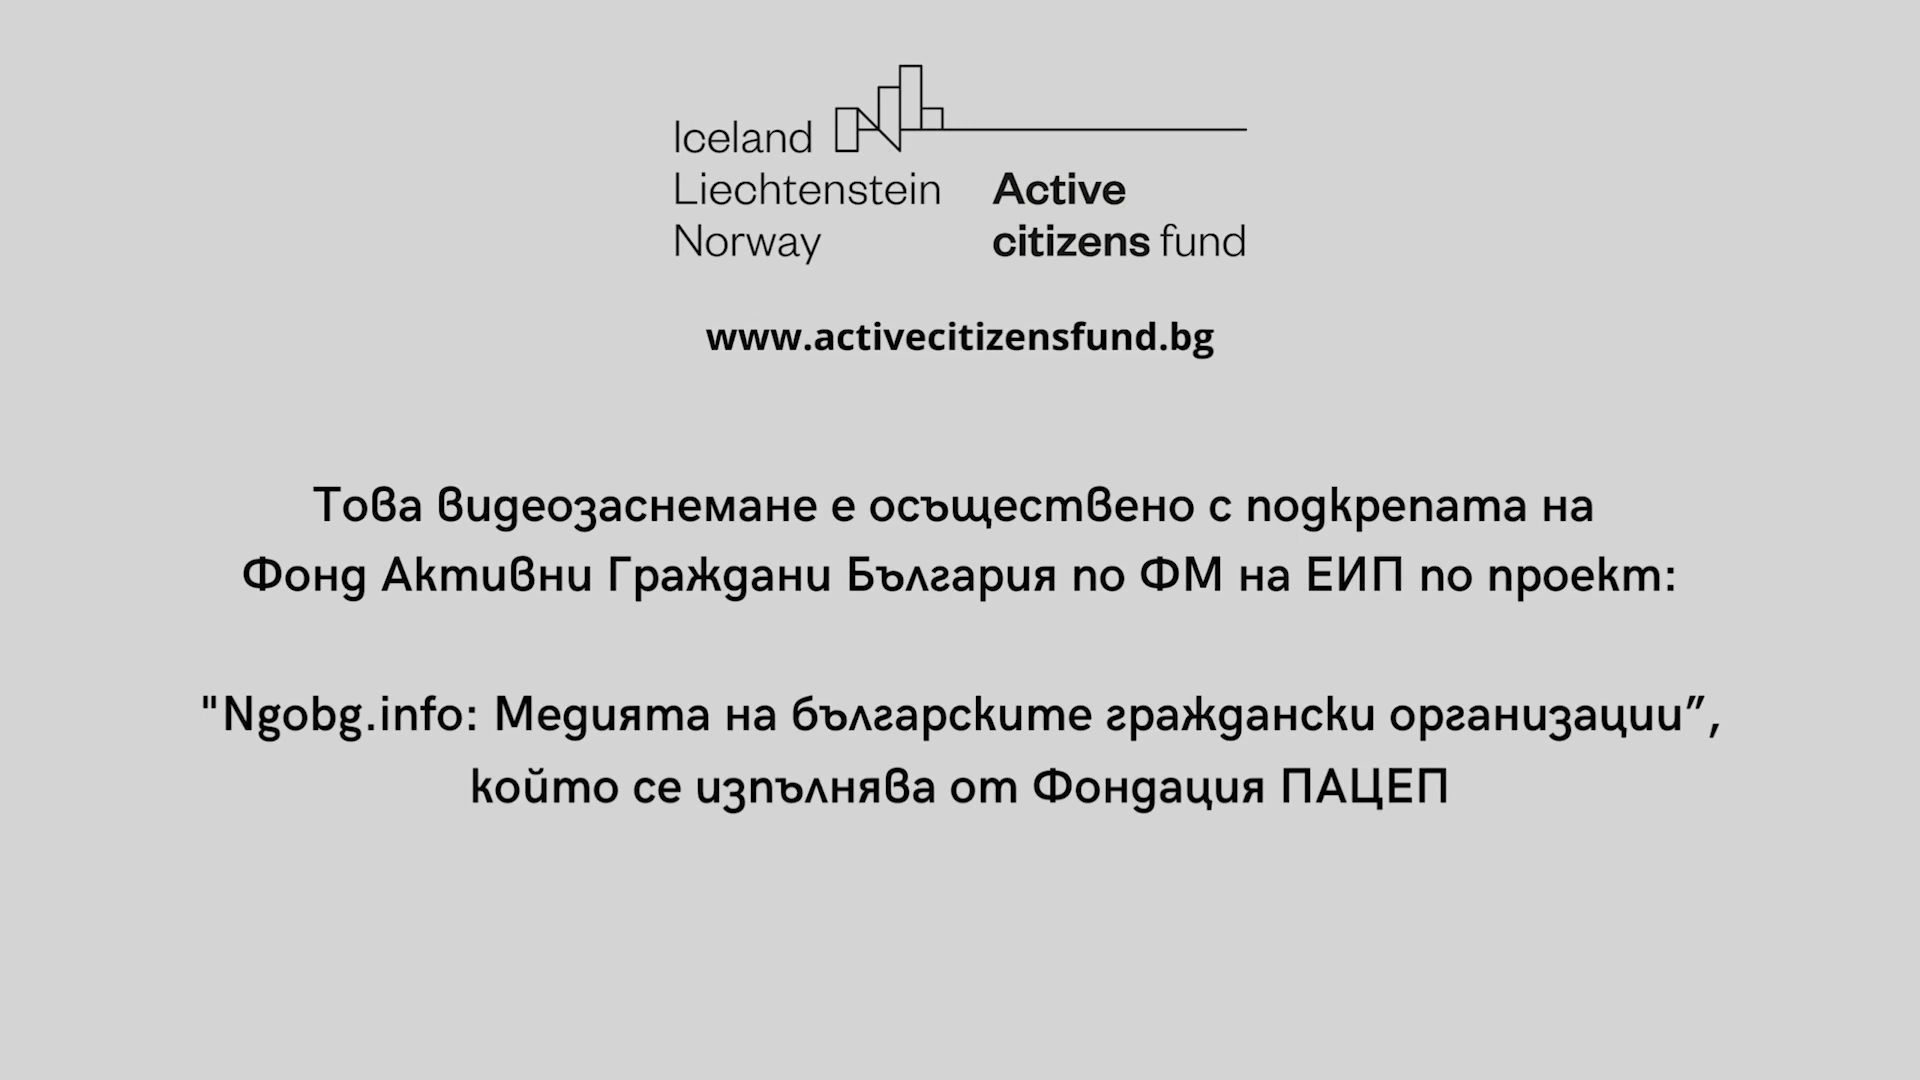 Iceland
Liechtenstein Active
Norway citizens fund
www.activecitizensfund.bg
Това видеозаснемане е осъществено с подкрепата на
Фонд Активни Граждани България по ФМ на ЕИП по проект:
"Ngobg.info: Медията на българските граждански организации”,
който се изпълнява от Фондация ПАЦЕП